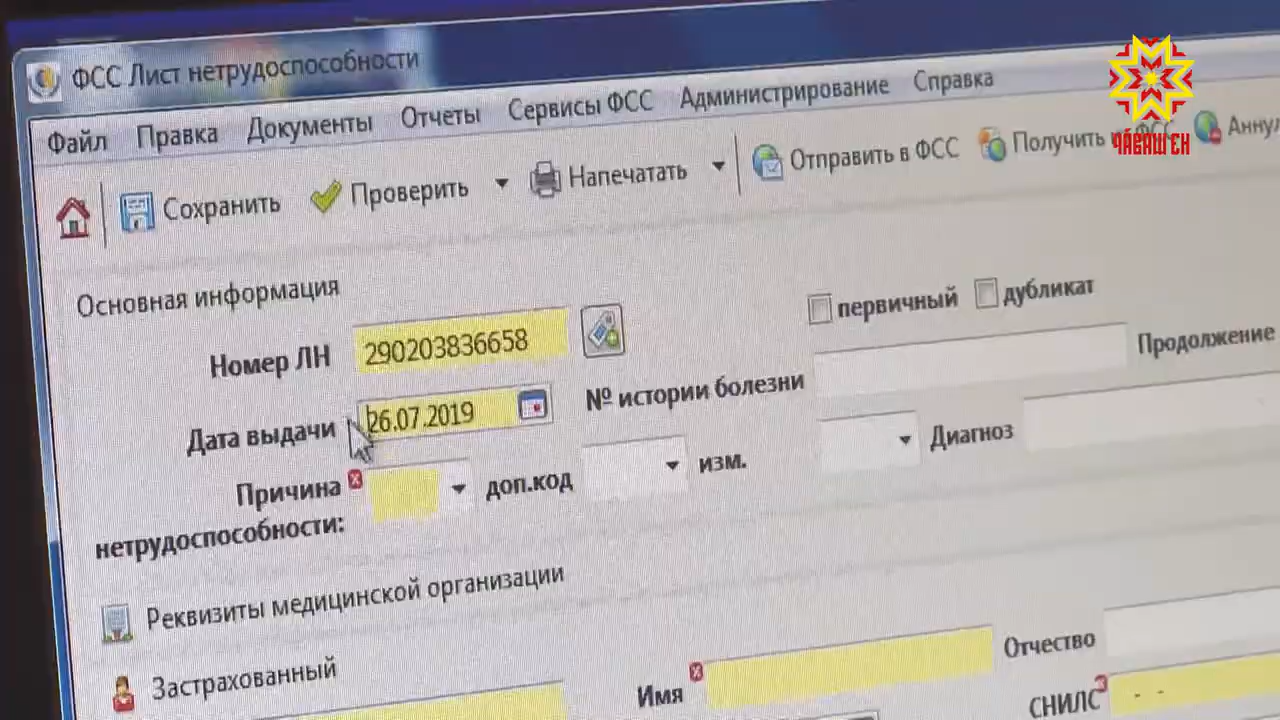 ФСС Лист нетрудоспособности
Файл Правка Документы Отчеты Сервисы ФСС Администрирование Справка
Сохранить Проверить Напечатать Отправить в ФСС Получить
ЧӐВАШ ЕН
Основная информация
первичный дубликат
Номер ЛН 290203836658
Продолжение
Дата выдачи 26.07.2019 № истории болезни
Причина нетрудоспособности: доп.код изм. Диагноз
Реквизиты медицинской организации
Застрахованный
Имя Отчество
СНИЛС - -